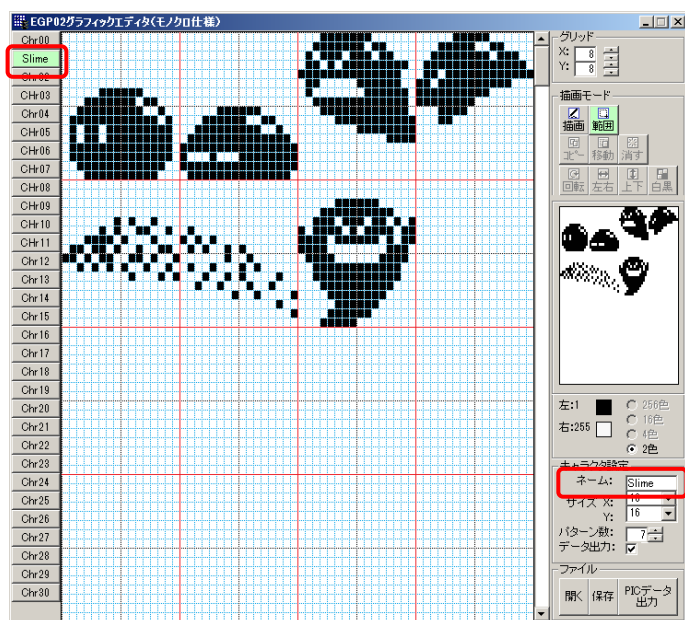 EGP02グラフィックエディタ(モノクロ仕様)
Chr00
Slime
Chr02
CHr03
Chr04
CHr05
CHr06
CHr07
CHr08
CHr09
CHr10
CHr11
Chr12
Chr13
Chr14
Chr15
Chr16
Chr17
Chr18
Chr19
Chr20
Chr21
Chr22
Chr23
Chr24
Chr25
Chr26
Chr27
Chr28
Chr29
Chr30
グリッド
X: 8
Y: 8
描画モード
描画 範囲
コピー 移動 消す
回転 左右 上下 白黒
左:1
右:255
256色
16色
4色
2色
キャラクタ設定
ネーム: Slime
サイズ X: 16
Y: 16
パターン数: 7
データ出力:
ファイル
開く 保存 PICデータ
出力